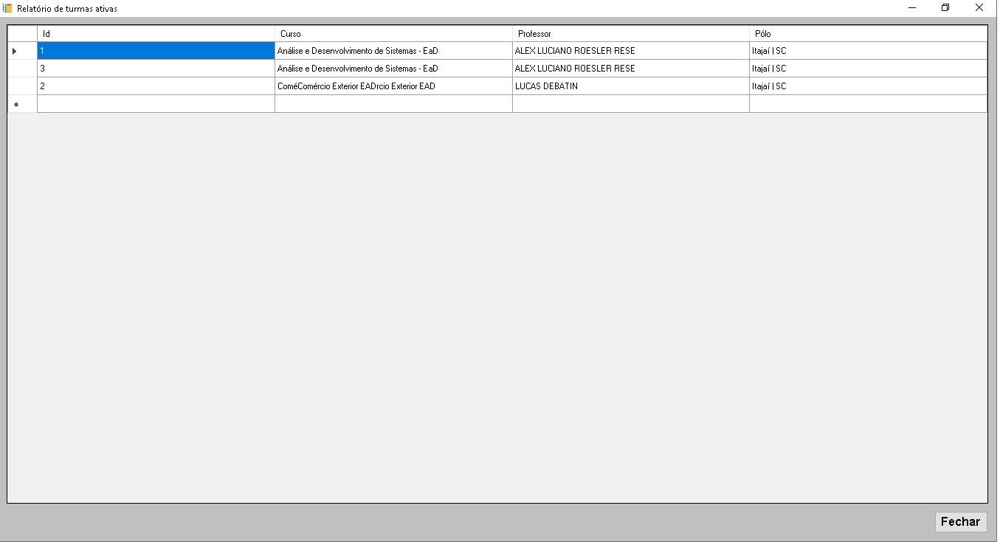 Relatório de turmas ativas
Id Curso Professor Pólo
1 Análise e Desenvolvimento de Sistemas - EaD ALEX LUCIANO ROESLER RESE Itajaí | SC
3 Análise e Desenvolvimento de Sistemas - EaD ALEX LUCIANO ROESLER RESE Itajaí | SC
2 ComéComércio Exterior EADrcio Exterior EAD LUCAS DEBATIN Itajaí | SC
Fechar